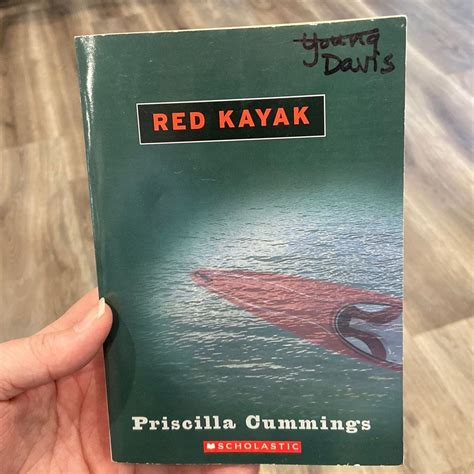 Young
Davis
RED KAYAK
Priscilla Cummings
SCHOLASTIC